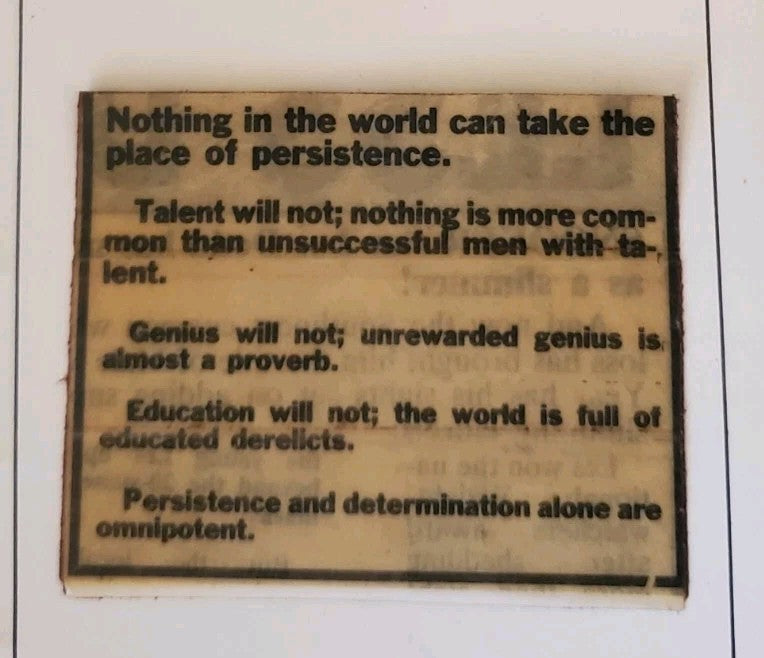 Nothing in the world can take the
place of persistence.
Talent will not; nothing is more com-
mon than unsuccessful men with ta-
lent.
Genius will not; unrewarded genius is
almost a proverb.
Education will not; the world is full of
educated derelicts.
Persistence and determination alone are
omnipotent.